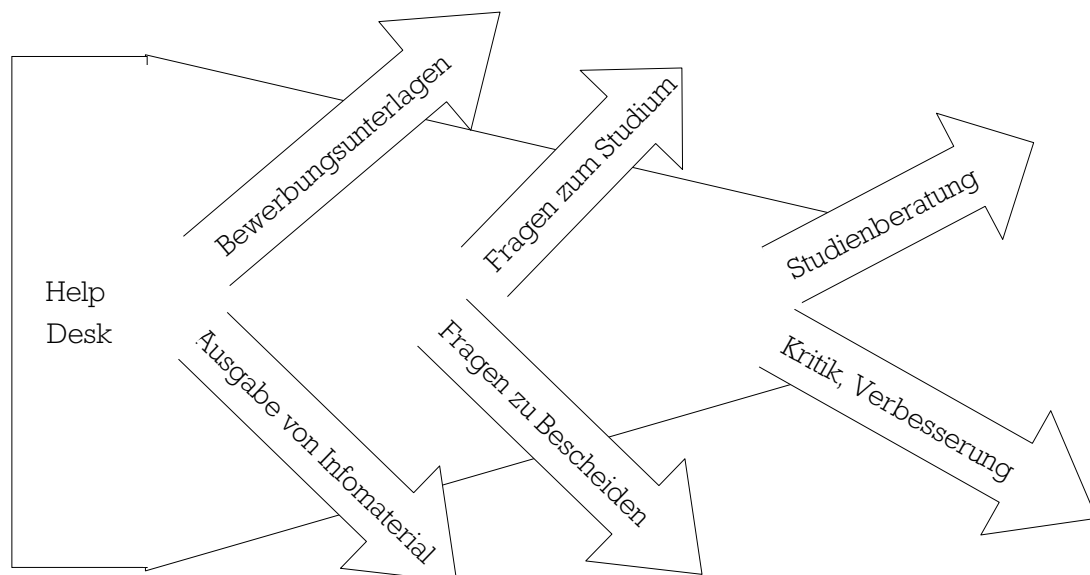 Help
Desk
Bewerbungsunterlagen
Ausgabe von Infomaterial
Fragen zum Studium
Fragen zu Bescheiden
Studienberatung
Kritik, Verbesserung